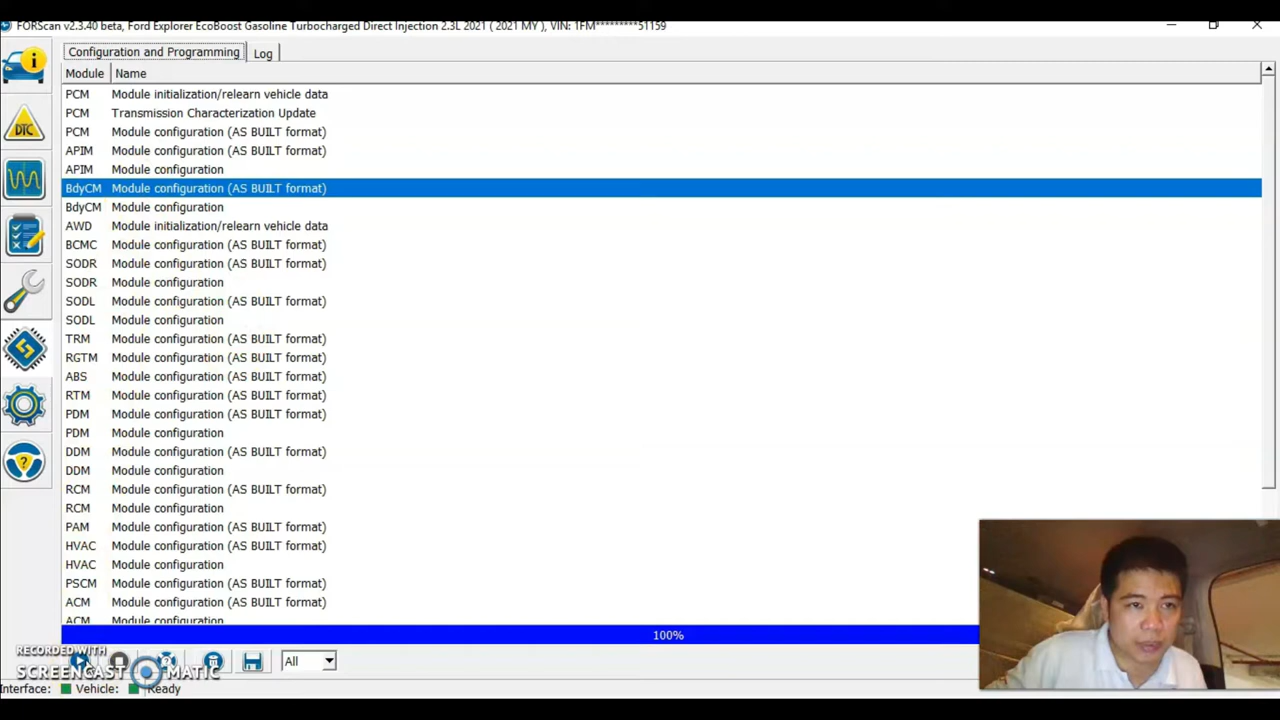 FORScan v2.3.40 beta, Ford Explorer EcoBoost Gasoline Turbocharged Direct Injection 2.3L 2021 ( 2021 MY ), VIN: 1FM*********51159
Configuration and Programming Log
Module Name
PCM Module initialization/relearn vehicle data
PCM Transmission Characterization Update
PCM Module configuration (AS BUILT format)
APIM Module configuration (AS BUILT format)
APIM Module configuration
BdyCM Module configuration (AS BUILT format)
BdyCM Module configuration
AWD Module initialization/relearn vehicle data
BCMC Module configuration (AS BUILT format)
SODR Module configuration (AS BUILT format)
SODR Module configuration
SODL Module configuration (AS BUILT format)
SODL Module configuration
TRM Module configuration (AS BUILT format)
RGTM Module configuration (AS BUILT format)
ABS Module configuration (AS BUILT format)
RTM Module configuration (AS BUILT format)
PDM Module configuration (AS BUILT format)
PDM Module configuration
DDM Module configuration (AS BUILT format)
DDM Module configuration
RCM Module configuration (AS BUILT format)
RCM Module configuration
PAM Module configuration (AS BUILT format)
HVAC Module configuration (AS BUILT format)
HVAC Module configuration
PSCM Module configuration (AS BUILT format)
ACM Module configuration (AS BUILT format)
ACM Module configuration
100%
DTC
All
RECORDED WITH
SCREENCAST MATIC
Interface: Vehicle: Ready